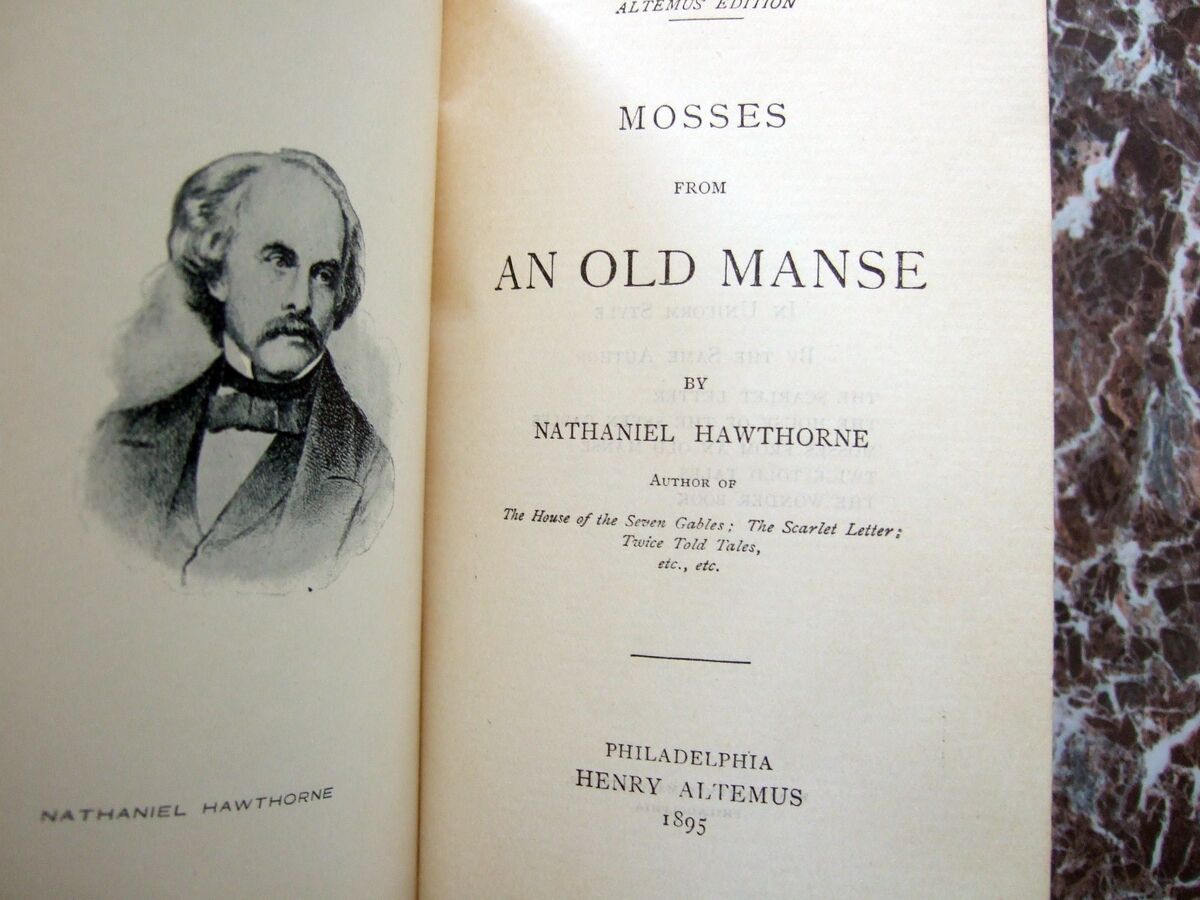 NATHANIEL HAWTHORNE
ALTEMUS' EDITION
MOSSES
FROM
AN OLD MANSE
BY
NATHANIEL HAWTHORNE
AUTHOR OF
The House of the Seven Gables; The Scarlet Letter;
Twice Told Tales,
etc., etc.
PHILADELPHIA
HENRY ALTEMUS
1895